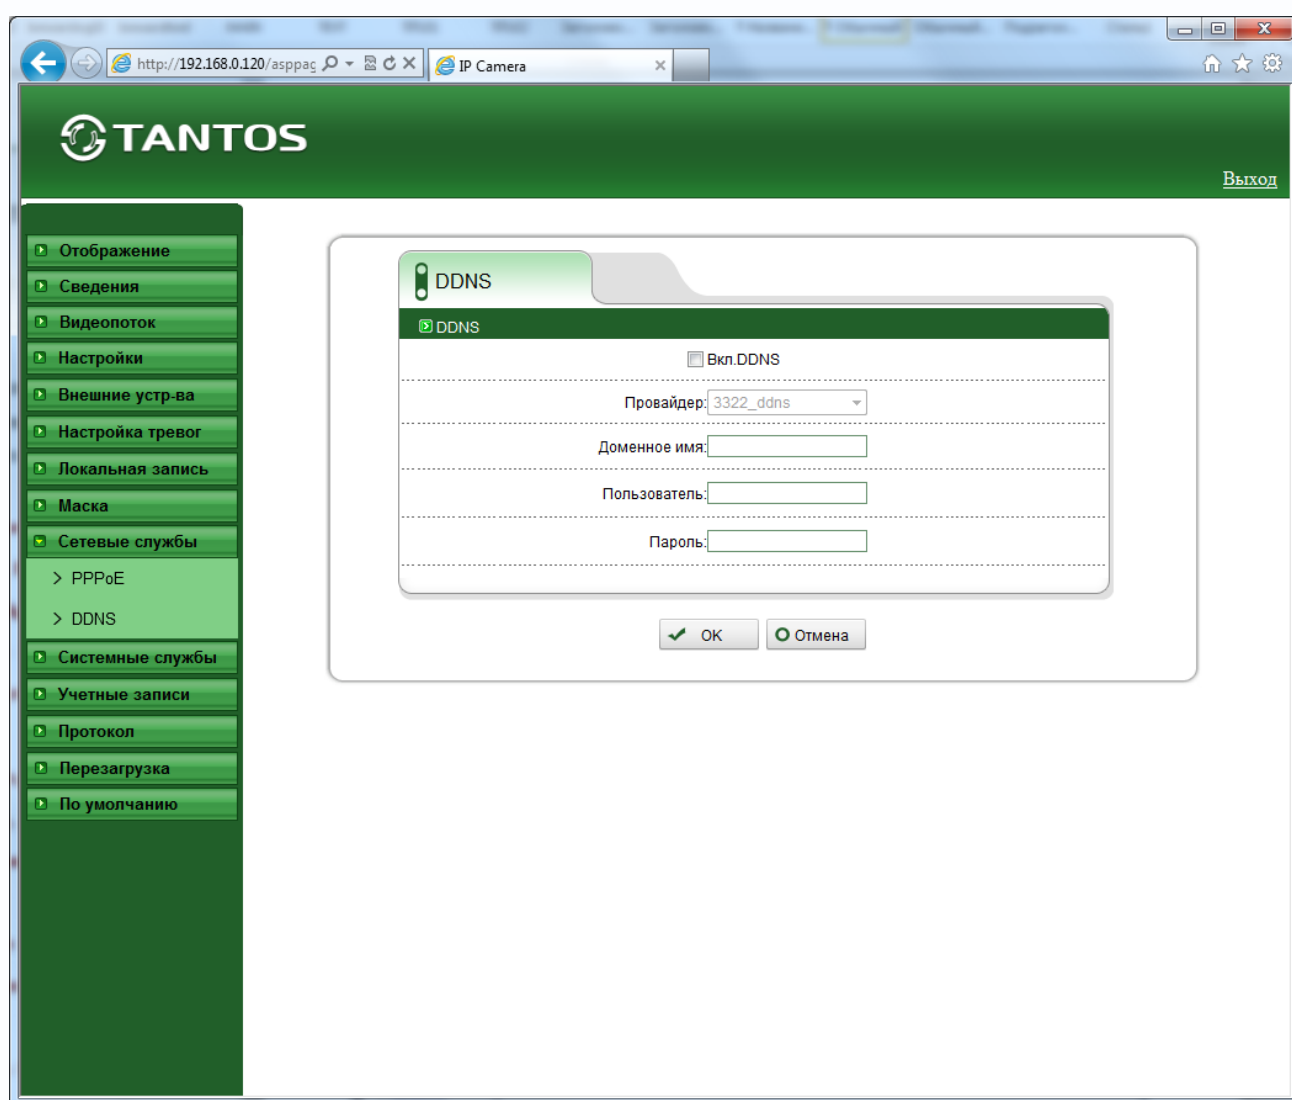 http://192.168.0.120/asppag
IP Camera
TANTOS
Выход
Отображение
Сведения
Видеопоток
Настройки
Внешние устр-ва
Настройка тревог
Локальная запись
Маска
Сетевые службы
> PPPoE
> DDNS
Системные службы
Учетные записи
Протокол
Перезагрузка
По умолчанию
DDNS
DDNS
Вкл.DDNS
Провайдер: 3322_ddns
Доменное имя:
Пользователь:
Пароль:
OK
Отмена